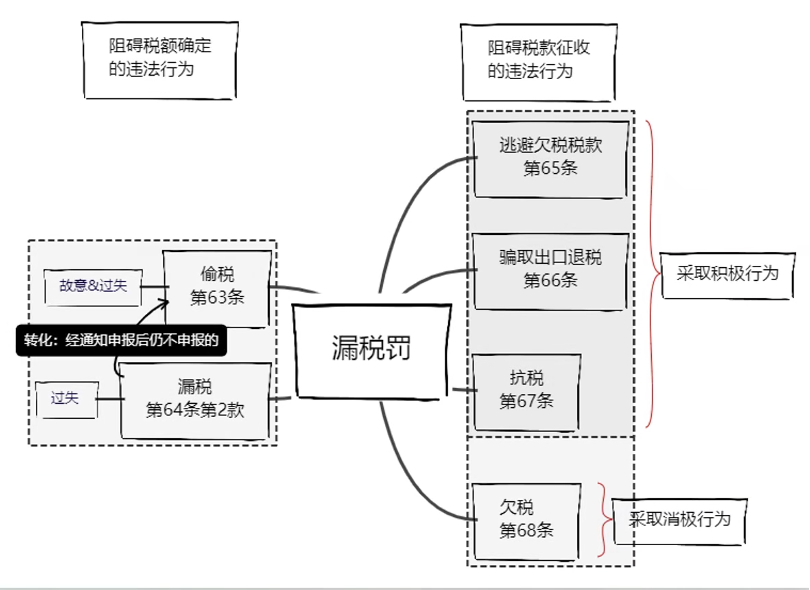 阻碍税额确定
的违法行为
阻碍税款征收
的违法行为
逃避欠税税款
第65条
骗取出口退税
第66条
采取积极行为
偷税
第63条
故意&过失
转化：经通知申报后仍不申报的
漏税罚
漏税
第64条第2款
过失
抗税
第67条
欠税
第68条
采取消极行为